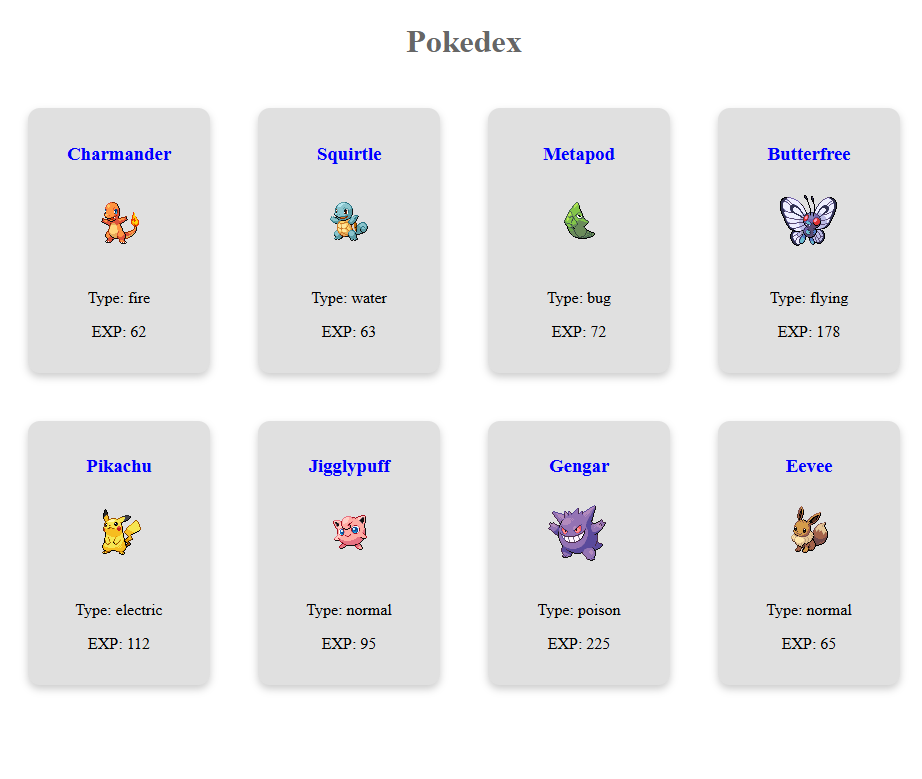 Pokedex
Charmander
Type: fire
EXP: 62
Squirtle
Type: water
EXP: 63
Metapod
Type: bug
EXP: 72
Butterfree
Type: flying
EXP: 178
Pikachu
Type: electric
EXP: 112
Jigglypuff
Type: normal
EXP: 95
Gengar
Type: poison
EXP: 225
Eevee
Type: normal
EXP: 65